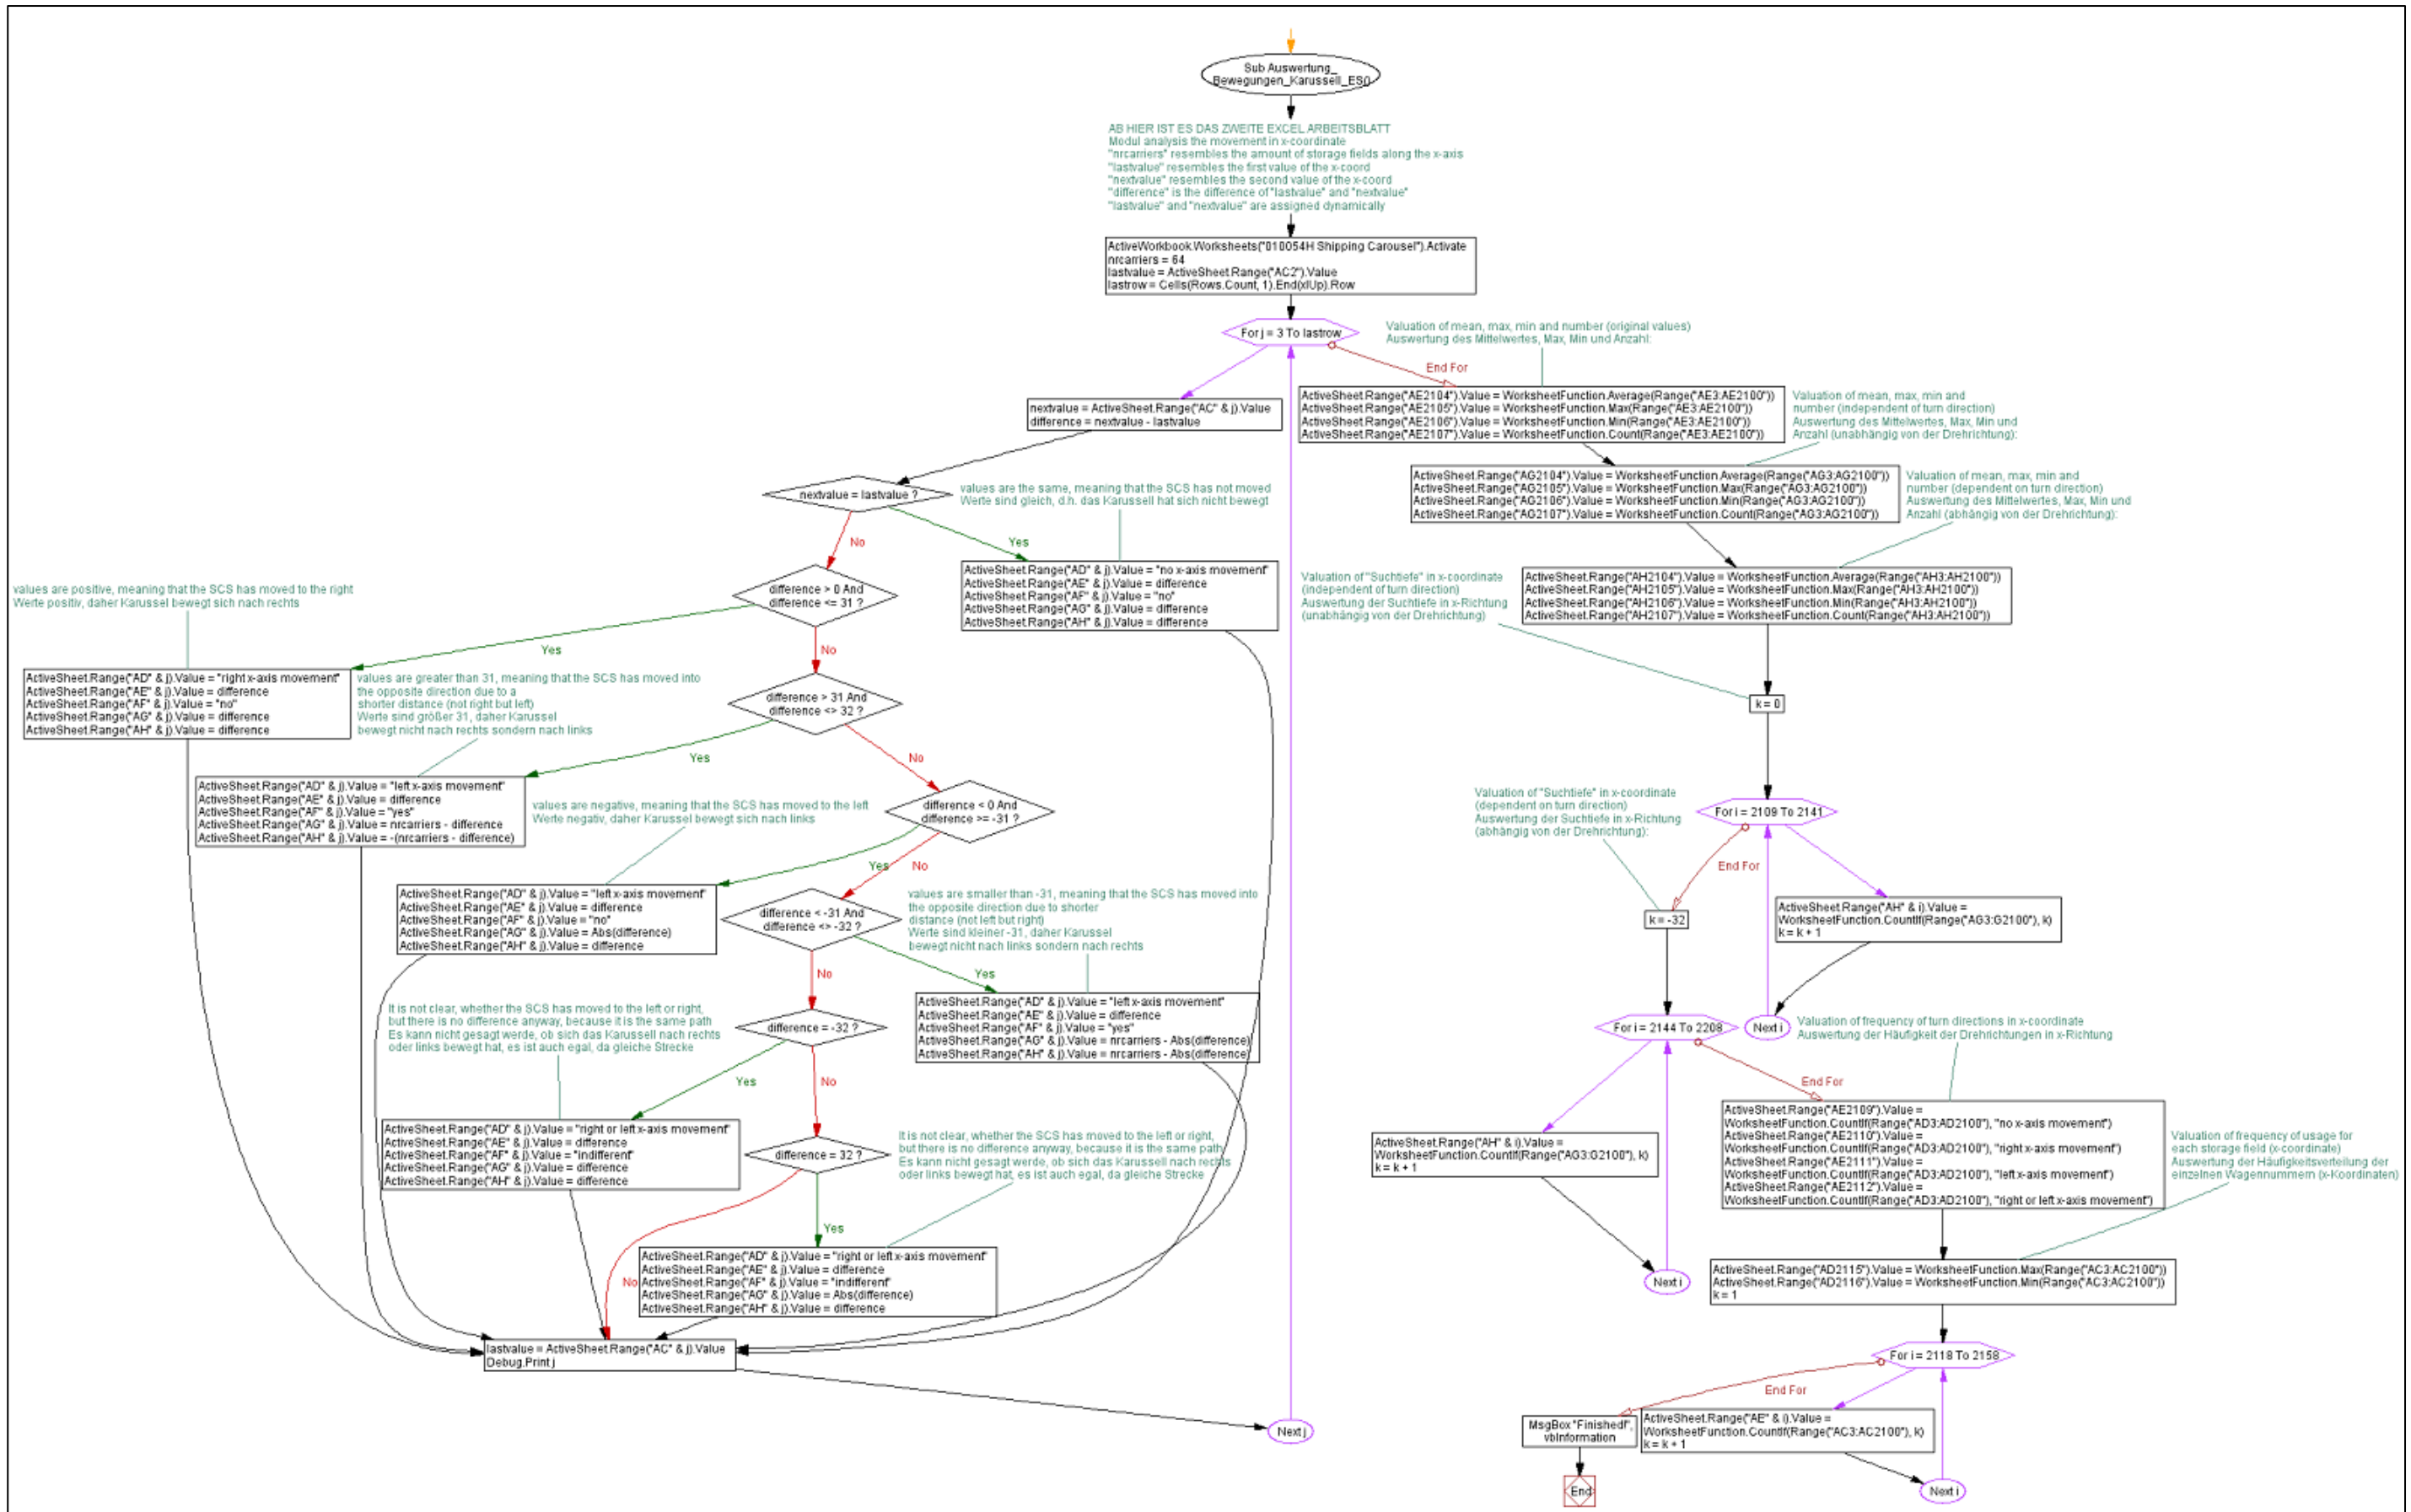 Sub Auswertung_
Bewegungen_Karussell_ES()
AB HIER IST ES DAS ZWEITE EXCEL ARBEITSBLATT
Modul analysis the movement in x-coordinate
"nrcarriers" resembles the amount of storage fields along the x-axis
"lastvalue" resembles the first value of the x-coord
"nextvalue" resembles the second value of the x-coord
"difference" is the difference of "lastvalue" and "nextvalue"
"lastvalue" and "nextvalue" are assigned dynamically
ActiveWorkbook.Worksheets("010054H Shipping Carousel").Activate
nrcarriers = 64
lastvalue = ActiveSheet.Range("AC2").Value
lastrow = Cells(Rows.Count, 1).End(xlUp).Row
For j = 3 To lastrow
nextvalue = ActiveSheet.Range("AC" & j).Value
difference = nextvalue - lastvalue
nextvalue = lastvalue ?
values are the same, meaning that the SCS has not moved
Werte sind gleich, d.h. das Karussell hat sich nicht bewegt
No
Yes
ActiveSheet.Range("AD" & j).Value = "no x-axis movement"
ActiveSheet.Range("AE" & j).Value = difference
ActiveSheet.Range("AF" & j).Value = "no"
ActiveSheet.Range("AG" & j).Value = difference
ActiveSheet.Range("AH" & j).Value = difference
difference > 0 And
difference <= 31 ?
values are positive, meaning that the SCS has moved to the right
Werte positiv, daher Karussel bewegt sich nach rechts
Yes
No
ActiveSheet.Range("AD" & j).Value = "right x-axis movement"
ActiveSheet.Range("AE" & j).Value = difference
ActiveSheet.Range("AF" & j).Value = "no"
ActiveSheet.Range("AG" & j).Value = difference
ActiveSheet.Range("AH" & j).Value = difference
values are greater than 31, meaning that the SCS has moved into
the opposite direction due to a
shorter distance (not right but left)
Werte sind größer 31, daher Karussel
bewegt nicht nach rechts sondern nach links
difference > 31 And
difference <> 32 ?
Yes
No
ActiveSheet.Range("AD" & j).Value = "left x-axis movement"
ActiveSheet.Range("AE" & j).Value = difference
ActiveSheet.Range("AF" & j).Value = "yes"
ActiveSheet.Range("AG" & j).Value = nrcarriers - difference
ActiveSheet.Range("AH" & j).Value = -(nrcarriers - difference)
values are negative, meaning that the SCS has moved to the left
Werte negativ, daher Karussel bewegt sich nach links
difference < 0 And
difference >= -31 ?
Yes
No
ActiveSheet.Range("AD" & j).Value = "left x-axis movement"
ActiveSheet.Range("AE" & j).Value = difference
ActiveSheet.Range("AF" & j).Value = "no"
ActiveSheet.Range("AG" & j).Value = Abs(difference)
ActiveSheet.Range("AH" & j).Value = difference
difference < -31 And
difference <> -32 ?
values are smaller than -31, meaning that the SCS has moved into
the opposite direction due to shorter
distance (not left but right)
Werte sind kleiner -31, daher Karussel
bewegt nicht nach links sondern nach rechts
No
Yes
ActiveSheet.Range("AD" & j).Value = "left x-axis movement"
ActiveSheet.Range("AE" & j).Value = difference
ActiveSheet.Range("AF" & j).Value = "yes"
ActiveSheet.Range("AG" & j).Value = nrcarriers - Abs(difference)
ActiveSheet.Range("AH" & j).Value = nrcarriers - Abs(difference)
It is not clear, whether the SCS has moved to the left or right,
but there is no difference anyway, because it is the same path
Es kann nicht gesagt werde, ob sich das Karussell nach rechts
oder links bewegt hat, es ist auch egal, da gleiche Strecke
difference = -32 ?
Yes
No
ActiveSheet.Range("AD" & j).Value = "right or left x-axis movement"
ActiveSheet.Range("AE" & j).Value = difference
ActiveSheet.Range("AF" & j).Value = "indifferent"
ActiveSheet.Range("AG" & j).Value = difference
ActiveSheet.Range("AH" & j).Value = difference
difference = 32 ?
It is not clear, whether the SCS has moved to the left or right,
but there is no difference anyway, because it is the same path
Es kann nicht gesagt werde, ob sich das Karussell nach rechts
oder links bewegt hat, es ist auch egal, da gleiche Strecke
Yes
No
ActiveSheet.Range("AD" & j).Value = "right or left x-axis movement"
ActiveSheet.Range("AE" & j).Value = difference
ActiveSheet.Range("AF" & j).Value = "indifferent"
ActiveSheet.Range("AG" & j).Value = Abs(difference)
ActiveSheet.Range("AH" & j).Value = difference
lastvalue = ActiveSheet.Range("AC" & j).Value
Debug.Print j
Next j
End For
Valuation of mean, max, min and number (original values)
Auswertung des Mittelwertes, Max, Min und Anzahl:
ActiveSheet.Range("AE2104").Value = WorksheetFunction.Average(Range("AE3:AE2100"))
ActiveSheet.Range("AE2105").Value = WorksheetFunction.Max(Range("AE3:AE2100"))
ActiveSheet.Range("AE2106").Value = WorksheetFunction.Min(Range("AE3:AE2100"))
ActiveSheet.Range("AE2107").Value = WorksheetFunction.Count(Range("AE3:AE2100"))
Valuation of mean, max, min and
number (independent of turn direction)
Auswertung des Mittelwertes, Max, Min und
Anzahl (unabhängig von der Drehrichtung):
ActiveSheet.Range("AG2104").Value = WorksheetFunction.Average(Range("AG3:AG2100"))
ActiveSheet.Range("AG2105").Value = WorksheetFunction.Max(Range("AG3:AG2100"))
ActiveSheet.Range("AG2106").Value = WorksheetFunction.Min(Range("AG3:AG2100"))
ActiveSheet.Range("AG2107").Value = WorksheetFunction.Count(Range("AG3:AG2100"))
Valuation of mean, max, min and
number (dependent on turn direction)
Auswertung des Mittelwertes, Max, Min und
Anzahl (abhängig von der Drehrichtung):
ActiveSheet.Range("AH2104").Value = WorksheetFunction.Average(Range("AH3:AH2100"))
ActiveSheet.Range("AH2105").Value = WorksheetFunction.Max(Range("AH3:AH2100"))
ActiveSheet.Range("AH2106").Value = WorksheetFunction.Min(Range("AH3:AH2100"))
ActiveSheet.Range("AH2107").Value = WorksheetFunction.Count(Range("AH3:AH2100"))
Valuation of "Suchtiefe" in x-coordinate
(independent of turn direction)
Auswertung der Suchtiefe in x-Richtung
(unabhängig von der Drehrichtung)
k = 0
For i = 2109 To 2141
End For
ActiveSheet.Range("AH" & i).Value =
WorksheetFunction.CountIf(Range("AG3:G2100"), k)
k = k + 1
Next i
Valuation of "Suchtiefe" in x-coordinate
(dependent on turn direction)
Auswertung der Suchtiefe in x-Richtung
(abhängig von der Drehrichtung):
k = -32
For i = 2144 To 2208
End For
ActiveSheet.Range("AH" & i).Value =
WorksheetFunction.CountIf(Range("AG3:G2100"), k)
k = k + 1
Next i
Valuation of frequency of turn directions in x-coordinate
Auswertung der Häufigkeit der Drehrichtungen in x-Richtung
ActiveSheet.Range("AE2109").Value =
WorksheetFunction.CountIf(Range("AD3:AD2100"), "no x-axis movement")
ActiveSheet.Range("AE2110").Value =
WorksheetFunction.CountIf(Range("AD3:AD2100"), "right x-axis movement")
ActiveSheet.Range("AE2111").Value =
WorksheetFunction.CountIf(Range("AD3:AD2100"), "left x-axis movement")
ActiveSheet.Range("AE2112").Value =
WorksheetFunction.CountIf(Range("AD3:AD2100"), "right or left x-axis movement")
Valuation of frequency of usage for
each storage field (x-coordinate)
Auswertung der Häufigkeitsverteilung der
einzelnen Wagennummern (x-Koordinaten)
ActiveSheet.Range("AD2115").Value = WorksheetFunction.Max(Range("AC3:AC2100"))
ActiveSheet.Range("AD2116").Value = WorksheetFunction.Min(Range("AC3:AC2100"))
k = 1
For i = 2118 To 2158
End For
ActiveSheet.Range("AE" & i).Value =
WorksheetFunction.CountIf(Range("AC3:AC2100"), k)
k = k + 1
Next i
MsgBox "Finished!",
vbInformation
End